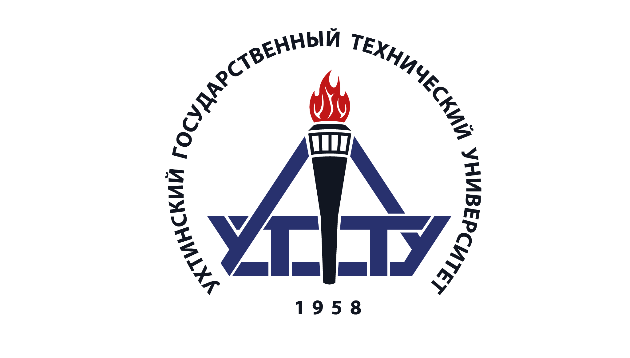 УХТИНСКИЙ ГОСУДАРСТВЕННЫЙ ТЕХНИЧЕСКИЙ УНИВЕРСИТЕТ
УГТУ
1958